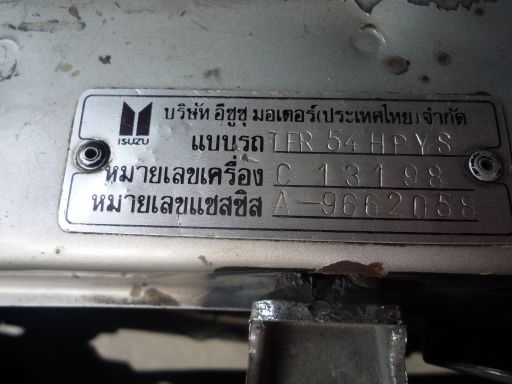 บริษัท อีซูซุ มอเตอร์(ประเทศไทย)จำกัด
ISUZU
แบบรถ TFR 54 HPYS
หมายเลขเครื่อง C 13198
หมายเลขแชสซิส A-9662058